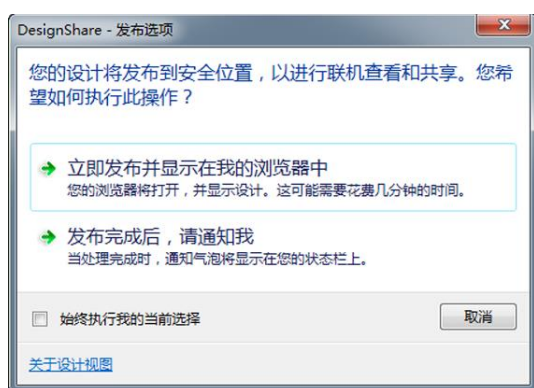 DesignShare - 发布选项
您的设计将发布到安全位置，以进行联机查看和共享。您希
望如何执行此操作？
立即发布并显示在我的浏览器中
您的浏览器将打开，并显示设计。这可能需要花费几分钟的时间。
发布完成后，请通知我
当处理完成时，通知气泡将显示在您的状态栏上。
始终执行我的当前选择
取消
关于设计视图